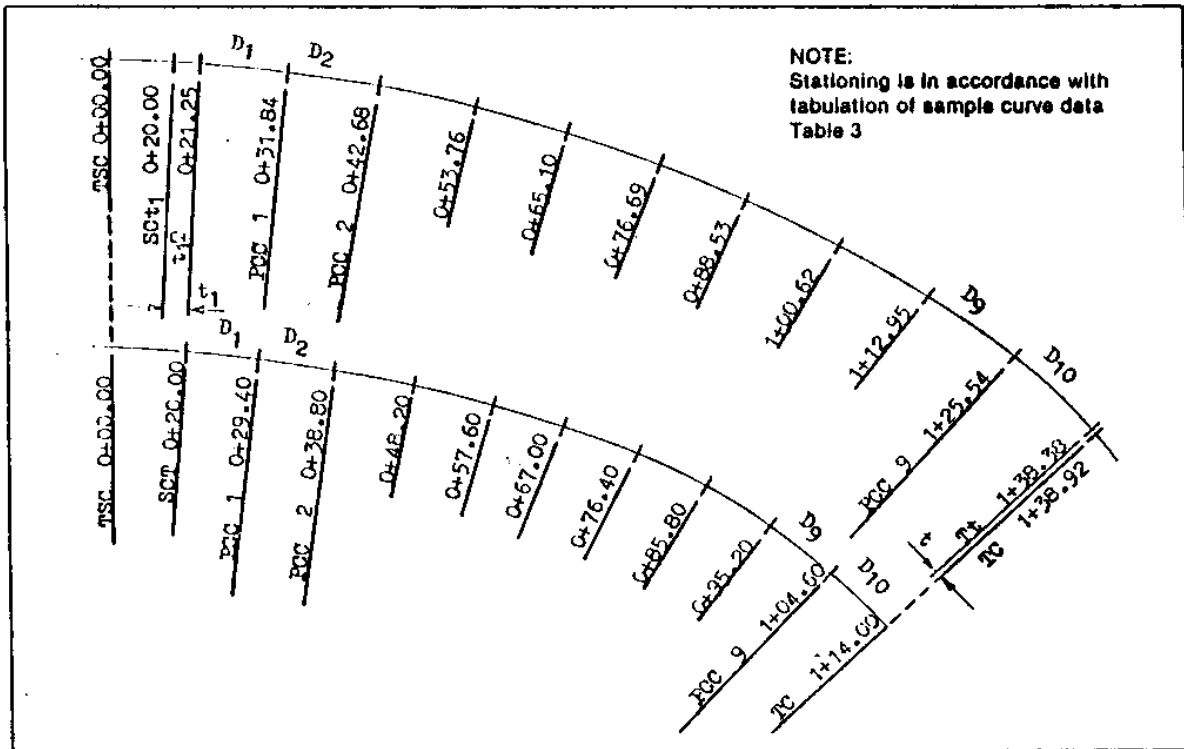 NOTE:
Stationing is in accordance with
tabulation of sample curve data
Table 3
D1
D2
TSC 0+00.00
SCt1 0+20.00
0+21.25
PCC 1 0+31.84
PCC 2 0+42.68
0+53.76
0+65.10
0+76.69
0+88.53
1+00.62
1+12.95
D9
PCC 9 1+25.54
D10
Tt 1+38.38
TC 1+38.92
t1
D1
D2
TSC 0+00.00
SCT 0+20.00
PCC 1 0+29.40
PCC 2 0+38.80
0+48.20
0+57.60
0+67.00
0+76.40
0+85.80
0+95.20
D9
PCC 9 1+04.60
D10
TC 1+14.00